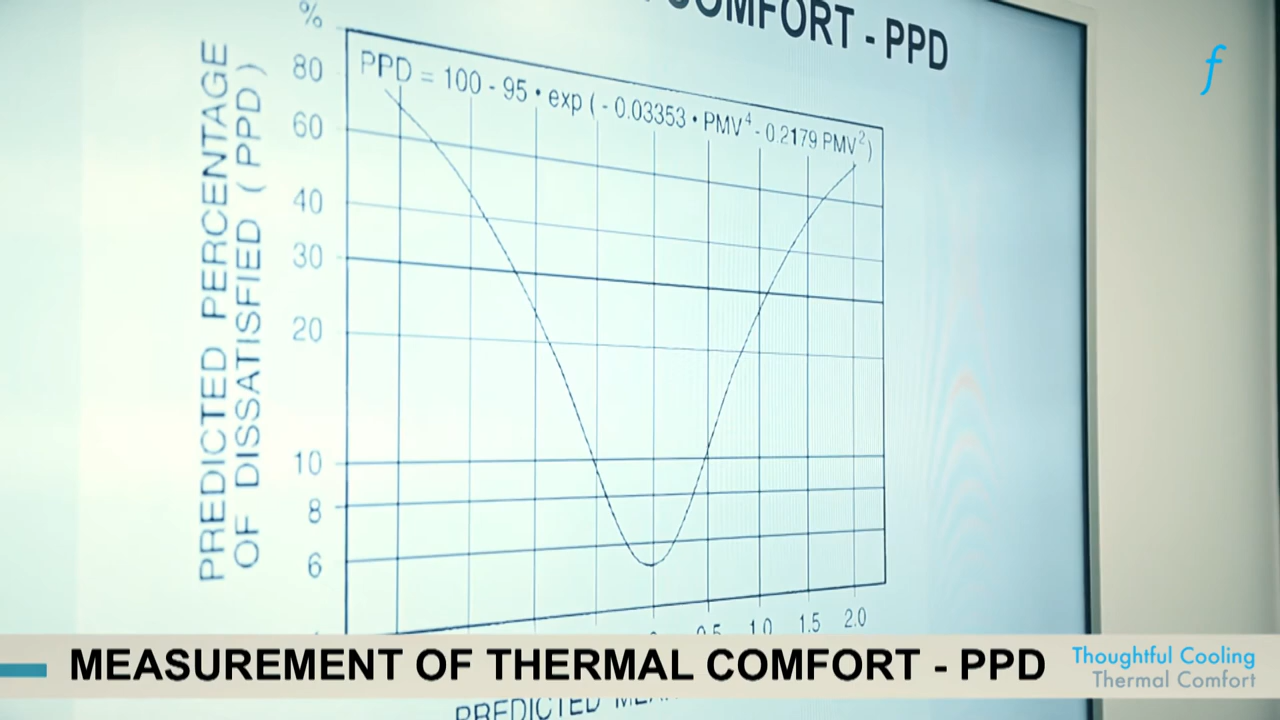 COMFORT - PPD
f
%
PPD = 100 - 95 • exp ( - 0.03353 • PMV⁴ - 0.2179 PMV²)
PREDICTED PERCENTAGE
OF DISSATISFIED ( PPD )
80
60
40
30
20
10
8
6
0.5 1.0 1.5 2.0
MEASUREMENT OF THERMAL COMFORT - PPD
Thoughtful Cooling
Thermal Comfort
PREDICTED